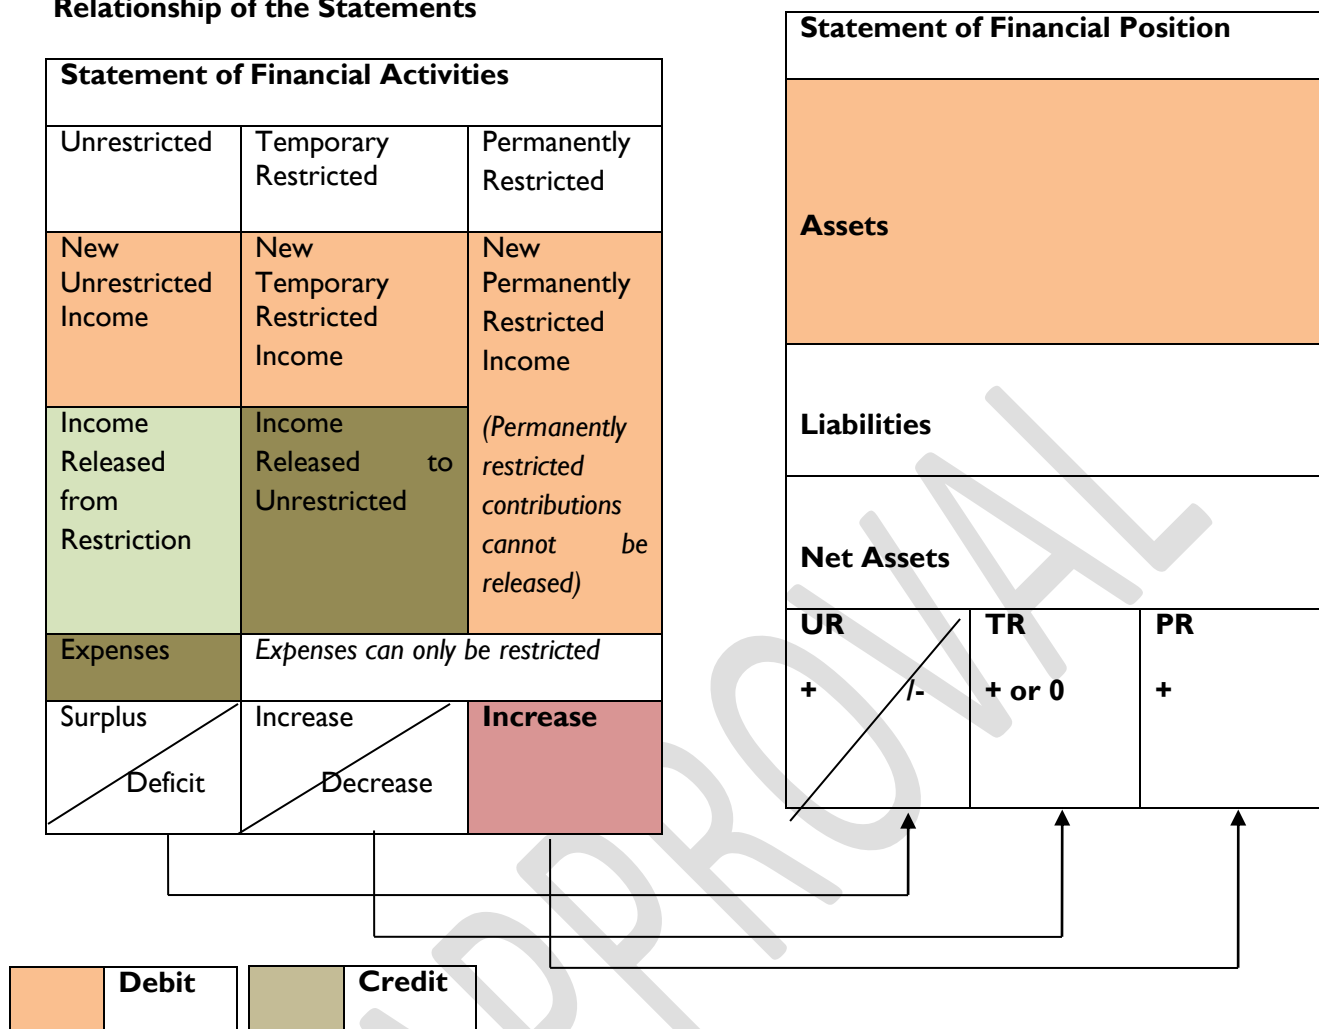 Relationship of the Statements
Statement of Financial Activities
Unrestricted
Temporary
Restricted
Permanently
Restricted
New
Unrestricted
Income
New
Temporary
Restricted
Income
New
Permanently
Restricted
Income
(Permanently
restricted
contributions
cannot be
released)
Income
Released
from
Restriction
Income
Released to
Unrestricted
Expenses
Expenses can only be restricted
Surplus
Deficit
Increase
Decrease
Increase
Statement of Financial Position
Assets
Liabilities
Net Assets
UR
+ /-
TR
+ or 0
PR
+
Debit
Credit
APPROVAL